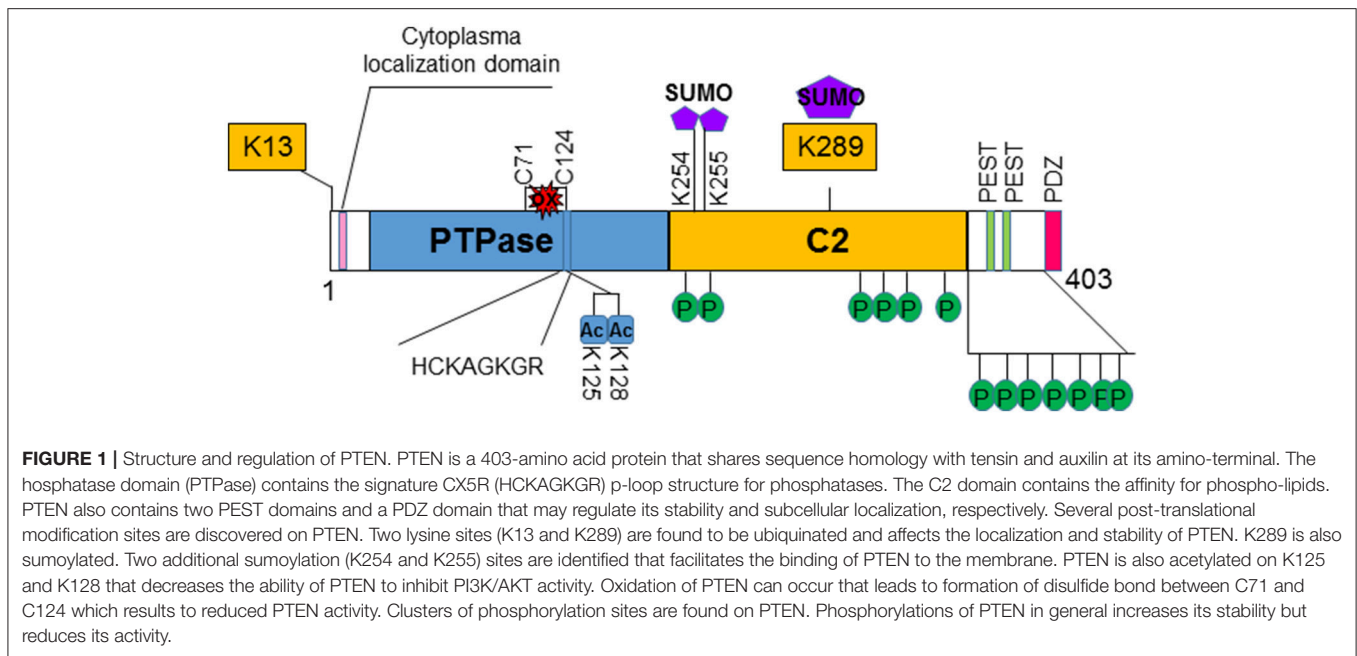 Cytoplasma
localization domain
SUMO
SUMO
K13
K289
C71
C124
K254
K255
PEST
PEST
PDZ
OX
PTPase
C2
1
403
P
P
P
P
P
P
HCKAGKGR
Ac
Ac
K125
K128
P
P
P
P
P
F
P
FIGURE 1 | Structure and regulation of PTEN. PTEN is a 403-amino acid protein that shares sequence homology with tensin and auxilin at its amino-terminal. The
hosphatase domain (PTPase) contains the signature CX5R (HCKAGKGR) p-loop structure for phosphatases. The C2 domain contains the affinity for phospho-lipids.
PTEN also contains two PEST domains and a PDZ domain that may regulate its stability and subcellular localization, respectively. Several post-translational
modification sites are discovered on PTEN. Two lysine sites (K13 and K289) are found to be ubiquinated and affects the localization and stability of PTEN. K289 is also
sumoylated. Two additional sumoylation (K254 and K255) sites are identified that facilitates the binding of PTEN to the membrane. PTEN is also acetylated on K125
and K128 that decreases the ability of PTEN to inhibit PI3K/AKT activity. Oxidation of PTEN can occur that leads to formation of disulfide bond between C71 and
C124 which results to reduced PTEN activity. Clusters of phosphorylation sites are found on PTEN. Phosphorylations of PTEN in general increases its stability but
reduces its activity.